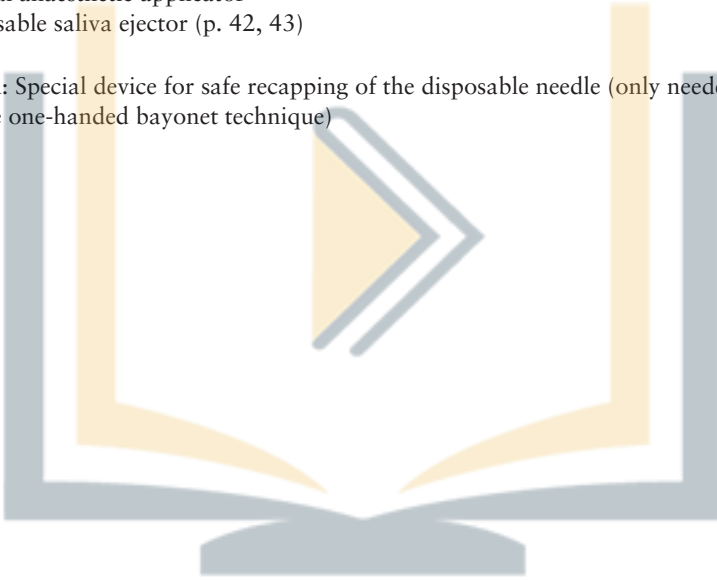 anaesthetic applicator
sable saliva ejector (p. 42, 43)
: Special device for safe recapping of the disposable needle (only neede
e one-handed bayonet technique)